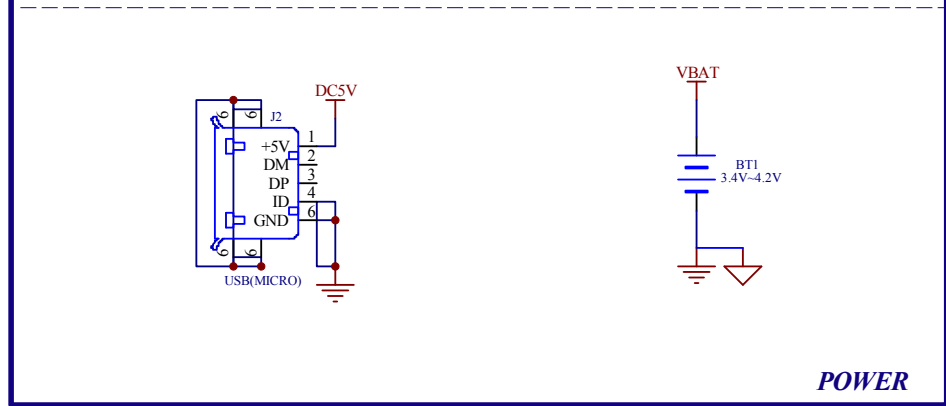 DC5V
VBAT
6
6
J2
+5V
1
DM
2
DP
3
ID
4
GND
6
6
6
USB(MICRO)
BT1
3.4V~4.2V
POWER